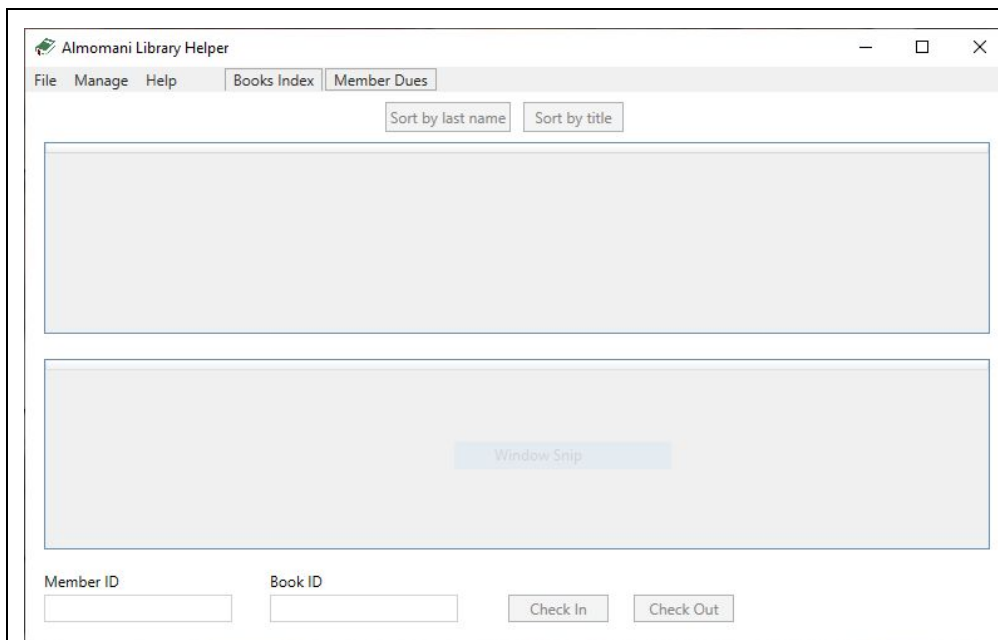 Almomani Library Helper
File Manage Help Books Index Member Dues
Sort by last name Sort by title
Window Snip
Member ID Book ID
Check In Check Out